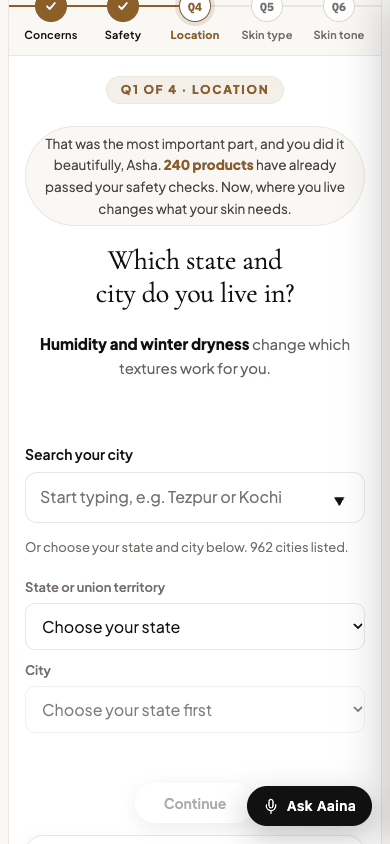 Q4
Q5
Q6
Concerns
Safety
Location
Skin type
Skin tone
Q1 OF 4 · LOCATION
That was the most important part, and you did it
beautifully, Asha. 240 products have already
passed your safety checks. Now, where you live
changes what your skin needs.
Which state and
city do you live in?
Humidity and winter dryness change which
textures work for you.
Search your city
Start typing, e.g. Tezpur or Kochi
Or choose your state and city below. 962 cities listed.
State or union territory
Choose your state
City
Choose your state first
Continue
Ask Aaina